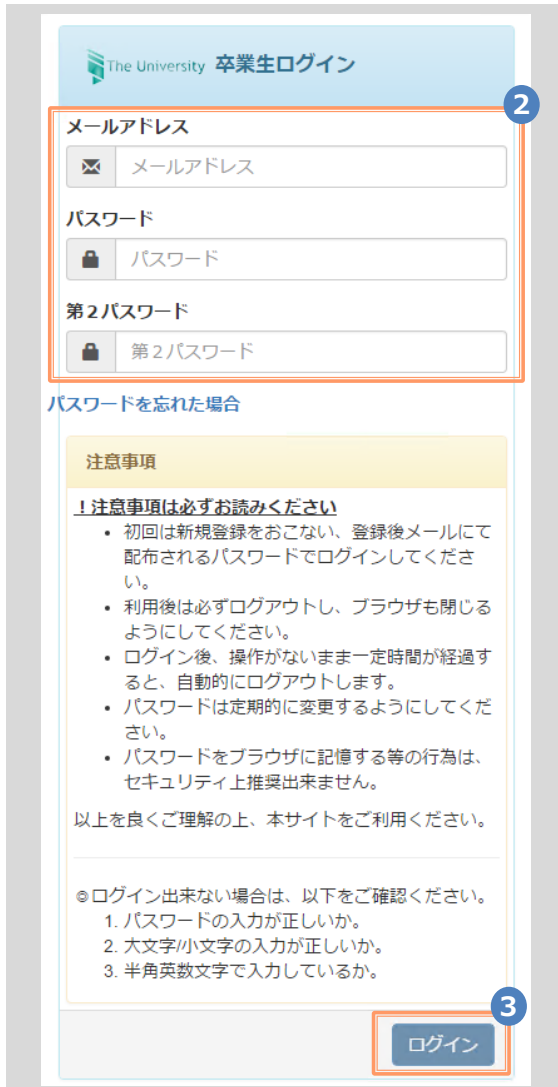 The University 卒業生ログイン
2
メールアドレス
メールアドレス
パスワード
パスワード
第2パスワード
第2パスワード
パスワードを忘れた場合
注意事項
!注意事項は必ずお読みください
• 初回は新規登録をおこない、登録後メールにて
配布されるパスワードでログインしてくださ
い。
• 利用後は必ずログアウトし、ブラウザも閉じる
ようにしてください。
• ログイン後、操作がないまま一定時間が経過す
ると、自動的にログアウトします。
• パスワードは定期的に変更するようにしてくだ
さい。
• パスワードをブラウザに記憶する等の行為は、
セキュリティ上推奨出来ません。
以上を良くご理解の上、本サイトをご利用ください。
◎ログイン出来ない場合は、以下をご確認ください。
1. パスワードの入力が正しいか。
2. 大文字/小文字の入力が正しいか。
3. 半角英数文字で入力しているか。
3
ログイン